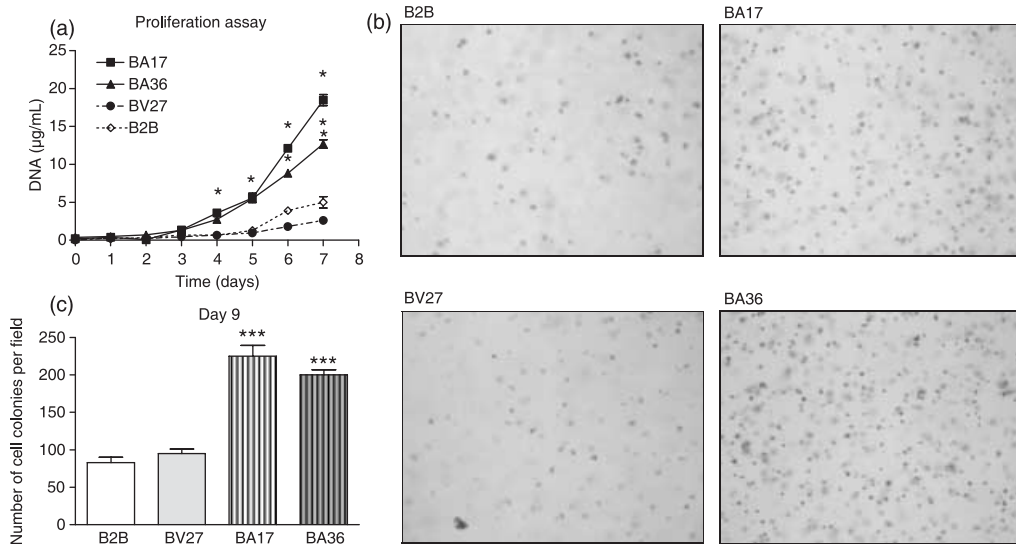 (a)
Proliferation assay
25
20
15
10
5
0
DNA (µg/mL)
BA17
BA36
BV27
B2B
*
*
*
*
*
*
*
0 1 2 3 4 5 6 7 8
Time (days)
(b)
B2B
BA17
BV27
BA36
(c)
Day 9
Number of cell colonies per field
250
200
150
100
50
0
***
***
B2B BV27 BA17 BA36